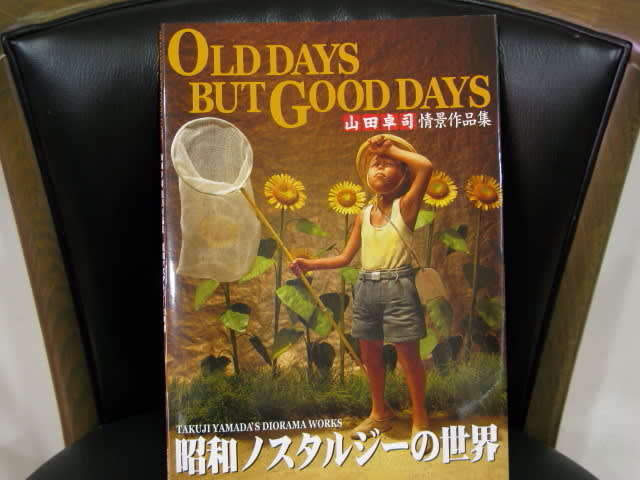 OLD DAYS
BUT GOOD DAYS
山田卓司 情景作品集
TAKUJI YAMADA'S DIORAMA WORKS
昭和ノスタルジーの世界